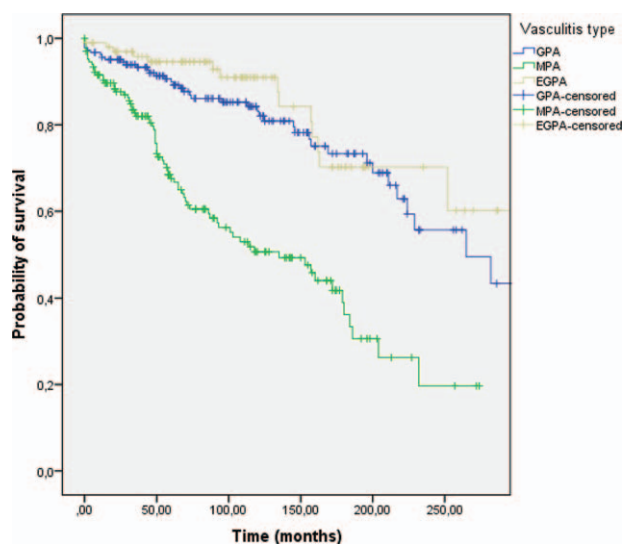 Vasculitis type
GPA
MPA
EGPA
GPA-censored
MPA-censored
EGPA-censored
Probability of survival
1,0
0,8
0,6
0,4
0,2
0,0
,00
50,00
100,00
150,00
200,00
250,00
Time (months)